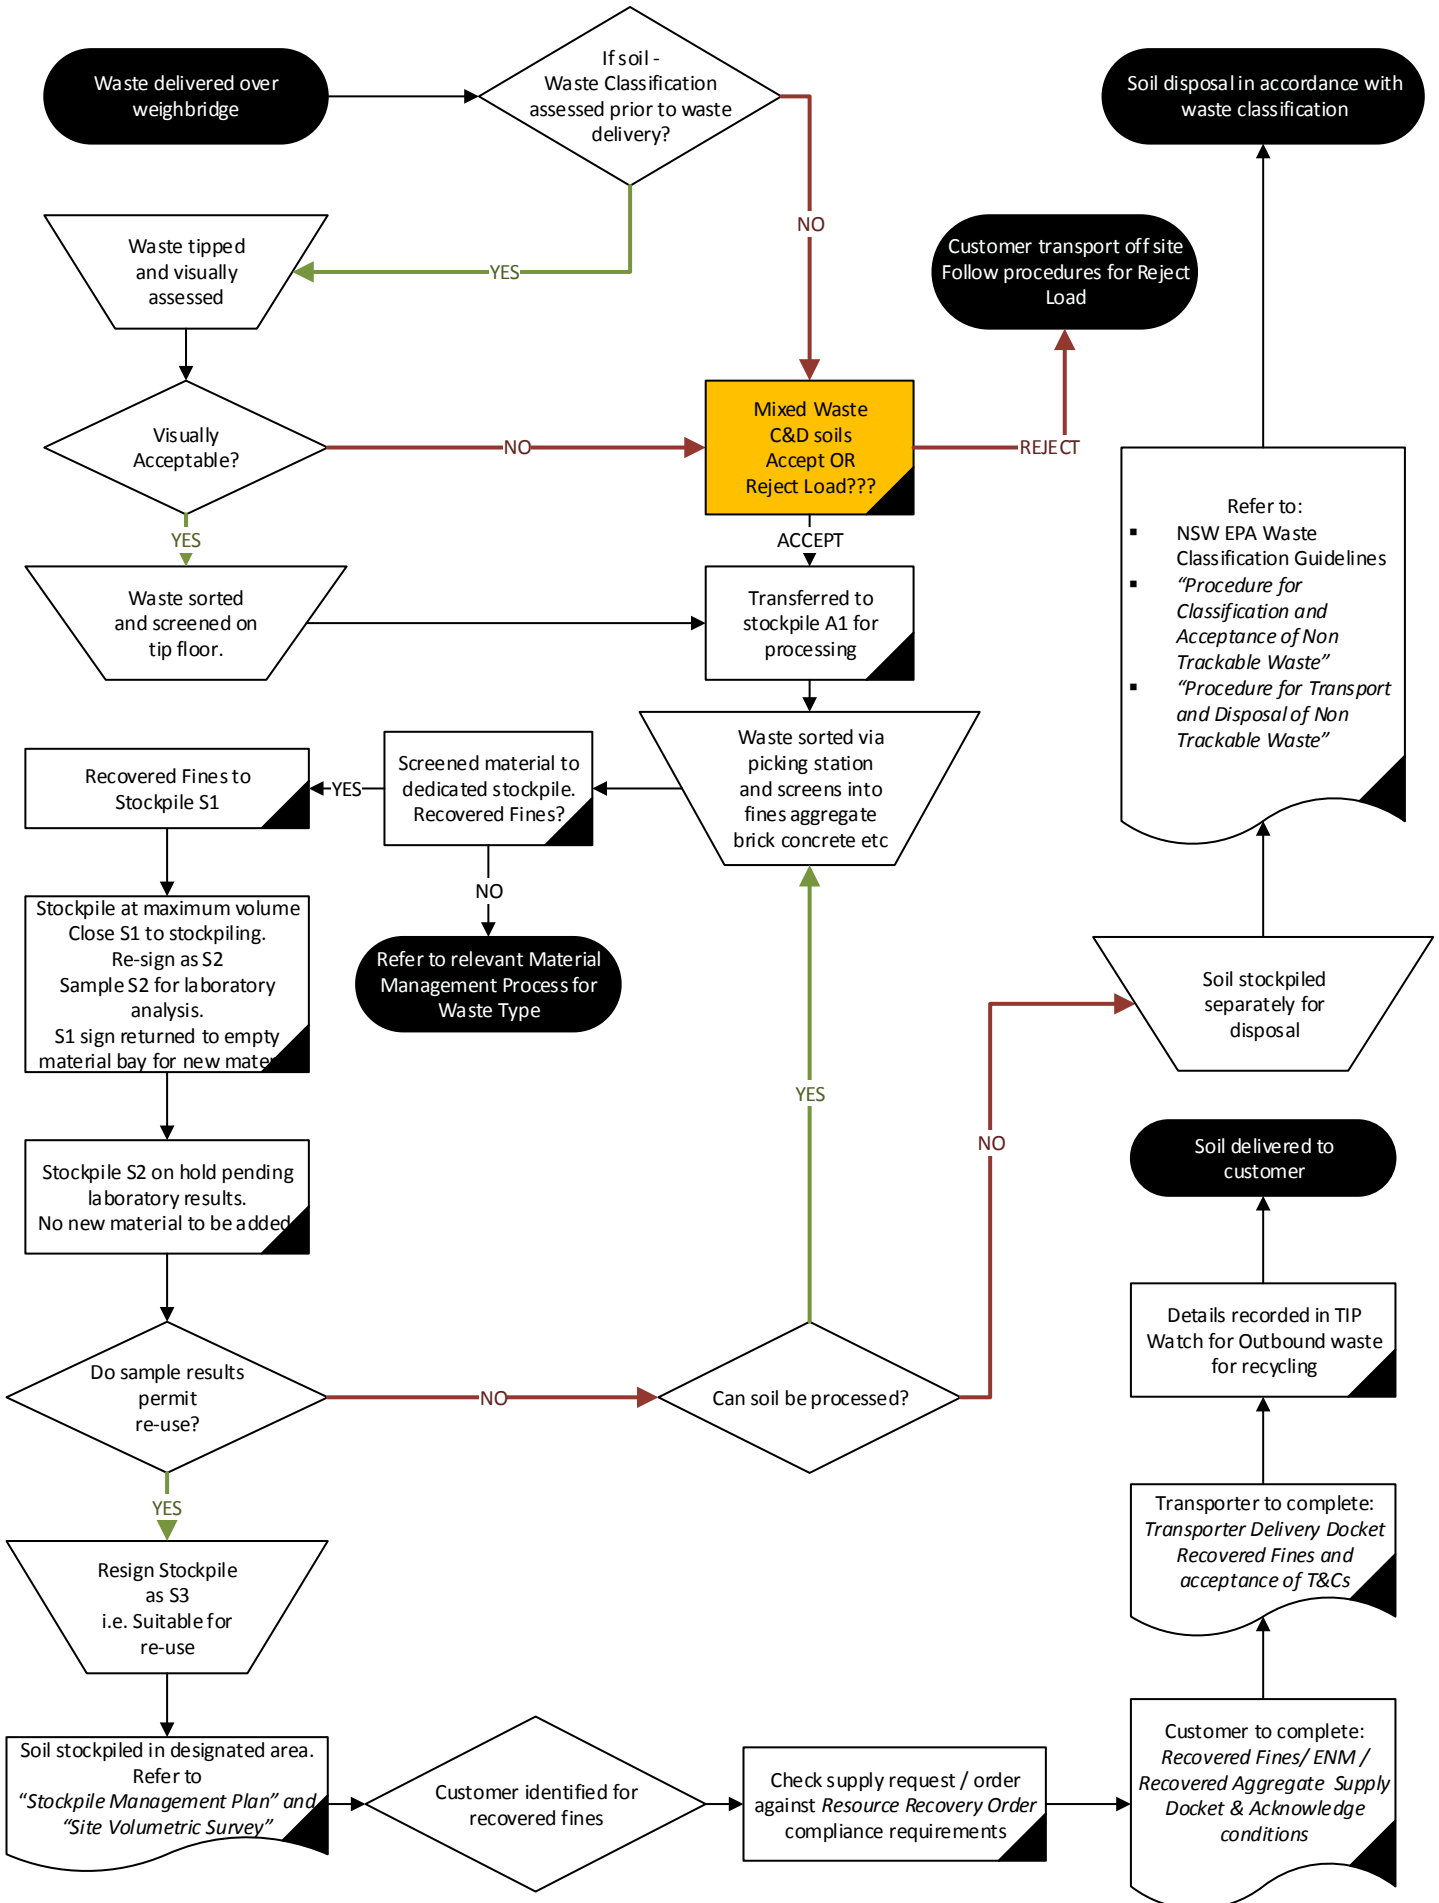 Waste delivered over
weighbridge
If soil -
Waste Classification
assessed prior to waste
delivery?
Soil disposal in accordance with
waste classification
NO
YES
Waste tipped
and visually
assessed
Customer transport off site
Follow procedures for Reject
Load
Visually
Acceptable?
NO
Mixed Waste
C&D soils
Accept OR
Reject Load???
REJECT
YES
ACCEPT
Refer to:
▪ NSW EPA Waste
Classification Guidelines
▪ “Procedure for
Classification and
Acceptance of Non
Trackable Waste”
▪ “Procedure for Transport
and Disposal of Non
Trackable Waste”
Waste sorted
and screened on
tip floor.
Transferred to
stockpile A1 for
processing
Recovered Fines to
Stockpile S1
YES
Screened material to
dedicated stockpile.
Recovered Fines?
Waste sorted via
picking station
and screens into
fines aggregate
brick concrete etc
NO
Stockpile at maximum volume
Close S1 to stockpiling.
Re-sign as S2
Sample S2 for laboratory
analysis.
S1 sign returned to empty
material bay for new mate
Refer to relevant Material
Management Process for
Waste Type
Soil stockpiled
separately for
disposal
YES
NO
Stockpile S2 on hold pending
laboratory results.
No new material to be added
Soil delivered to
customer
Details recorded in TIP
Watch for Outbound waste
for recycling
Do sample results
permit
re-use?
NO
Can soil be processed?
YES
Transporter to complete:
Transporter Delivery Docket
Recovered Fines and
acceptance of T&Cs
Resign Stockpile
as S3
i.e. Suitable for
re-use
Soil stockpiled in designated area.
Refer to
“Stockpile Management Plan” and
“Site Volumetric Survey”
Customer identified for
recovered fines
Check supply request / order
against Resource Recovery Order
compliance requirements
Customer to complete:
Recovered Fines/ ENM /
Recovered Aggregate Supply
Docket & Acknowledge
conditions